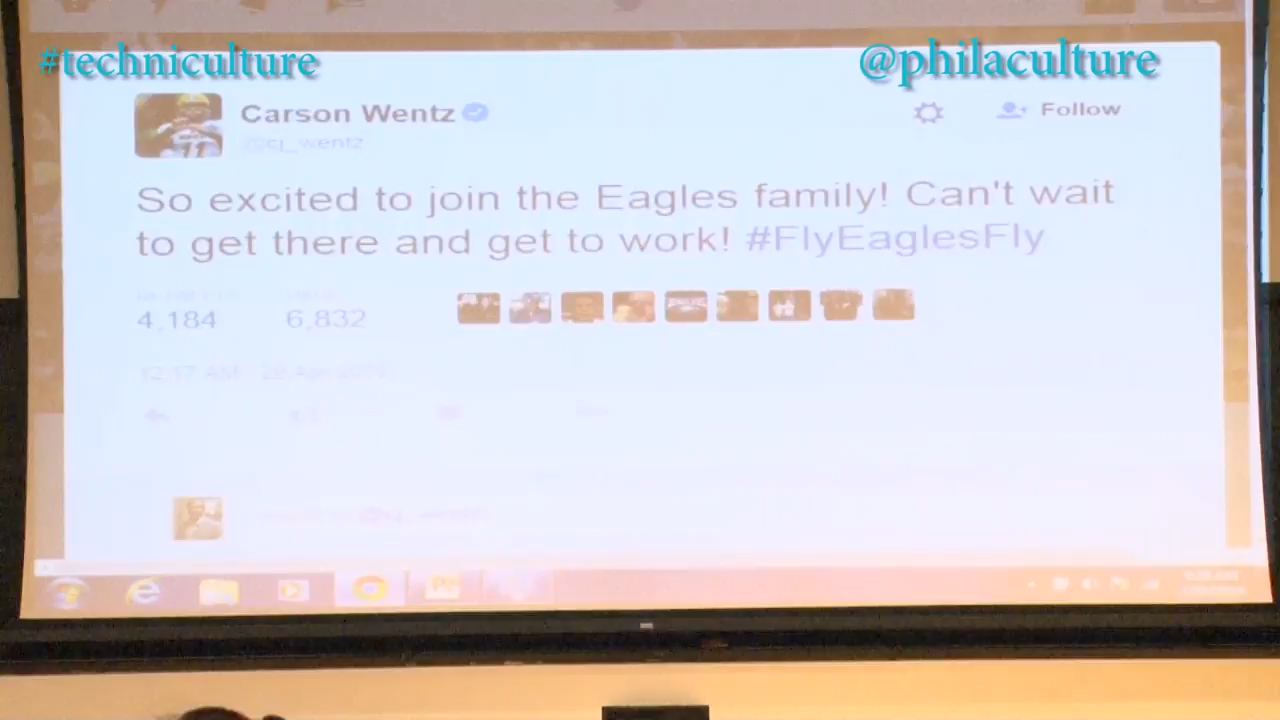 #techniculture
@philaculture
Carson Wentz
Follow
@cj_wentz
So excited to join the Eagles family! Can't wait
to get there and get to work! #FlyEaglesFly
4,184 6,832